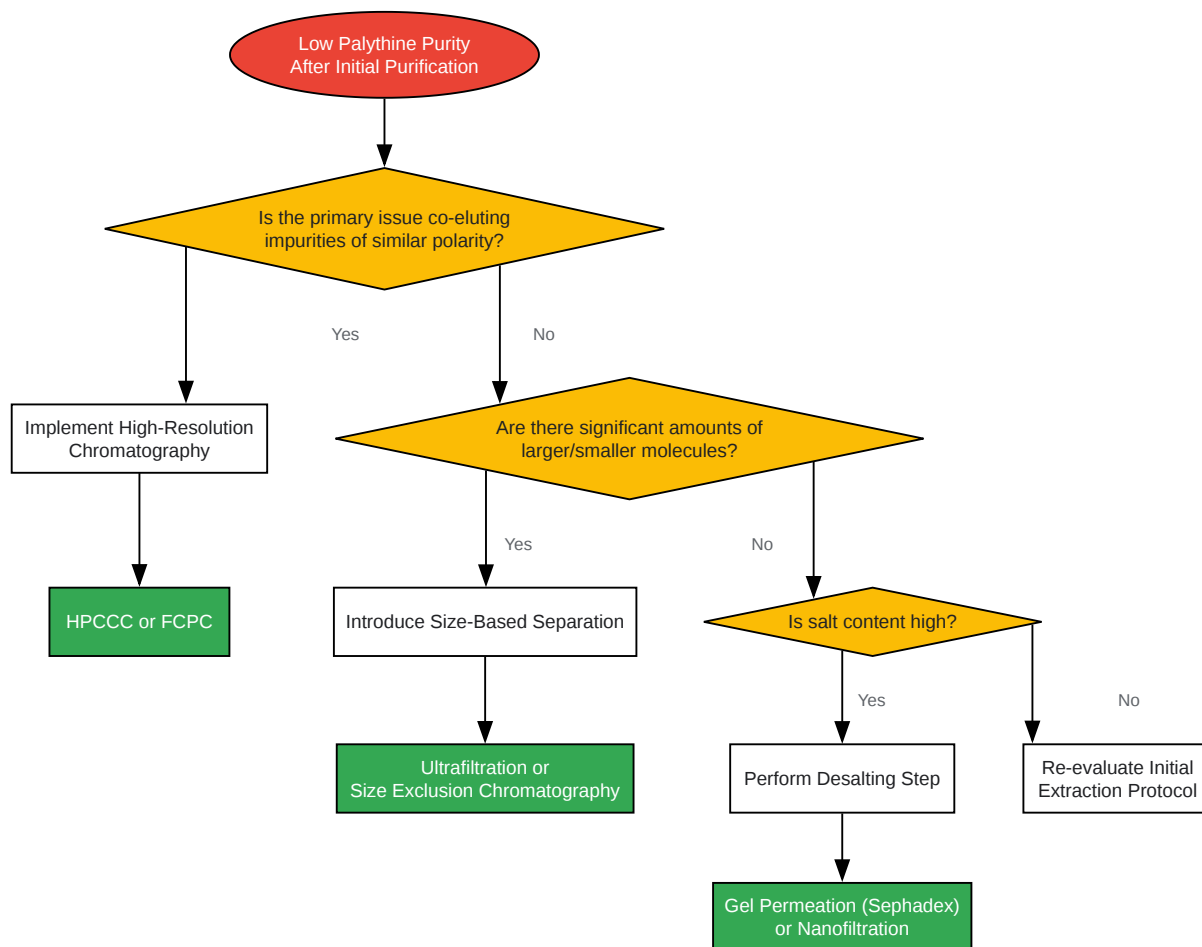 Low Palythine Purity
After Initial Purification
Is the primary issue co-eluting
impurities of similar polarity?
Yes
No
Implement High-Resolution
Chromatography
Are there significant amounts of
larger/smaller molecules?
Yes
No
HPCCC or FCPC
Introduce Size-Based Separation
Is salt content high?
Yes
No
Ultrafiltration or
Size Exclusion Chromatography
Perform Desalting Step
Re-evaluate Initial
Extraction Protocol
Gel Permeation (Sephadex)
or Nanofiltration